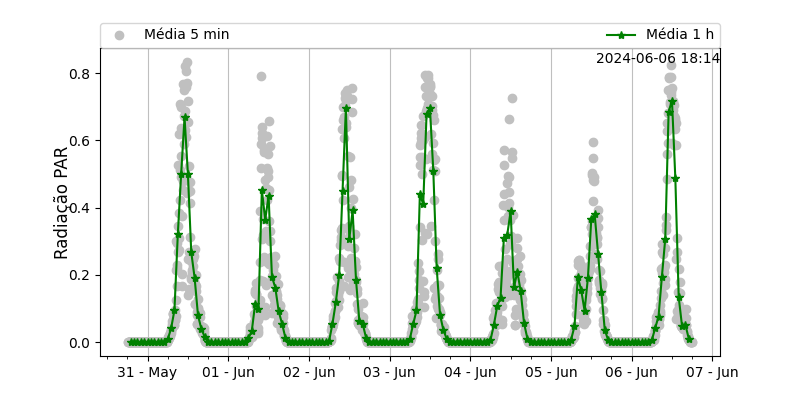 Média 5 min
Média 1 h
2024-06-06 18:14
Radiação PAR
0.8
0.6
0.4
0.2
0.0
31 - May
01 - Jun
02 - Jun
03 - Jun
04 - Jun
05 - Jun
06 - Jun
07 - Jun